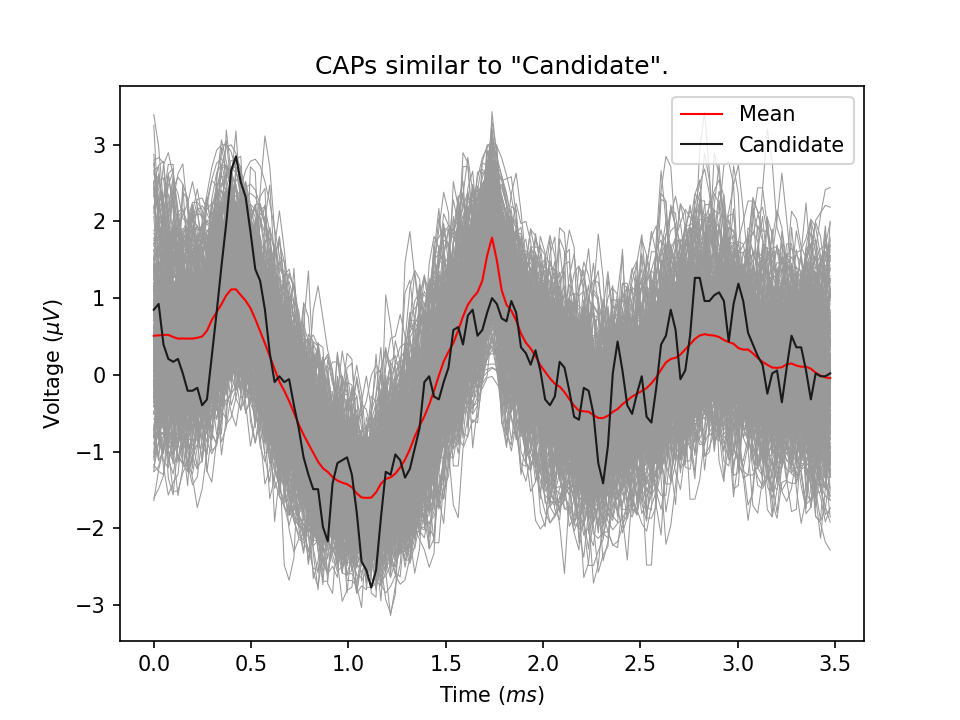 CAPs similar to "Candidate".
Mean
Candidate
Voltage (μV)
3
2
1
0
−1
−2
−3
0.0 0.5 1.0 1.5 2.0 2.5 3.0 3.5
Time (ms)